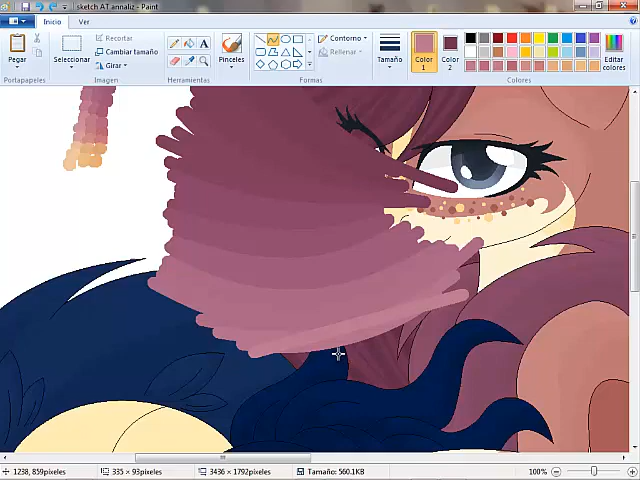 sketch AT annaliz - Paint
Inicio Ver
Pegar
Seleccionar
Recortar
Cambiar tamaño
Girar
Pinceles
Contorno
Rellenar
Tamaño
Color 1
Color 2
Editar colores
Portapapeles Imagen Herramientas Formas Colores
1238, 859píxeles 335 × 93píxeles 3436 × 1792píxeles Tamaño: 560.1KB 100%